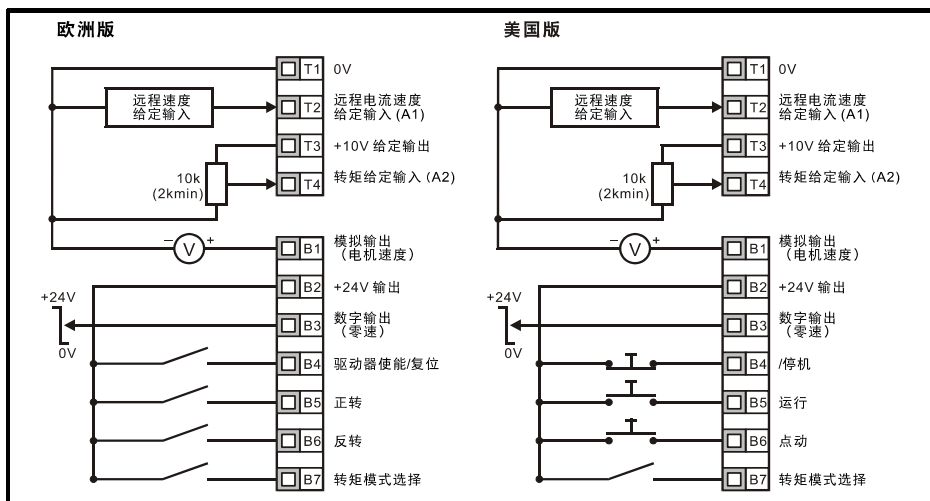 欧洲版
T1 0V
远程速度
给定输入
T2 远程电流速度
给定输入(A1)
T3 +10V 给定输出
10k
(2kmin)
T4 转矩给定输入(A2)
− V +
B1 模拟输出
(电机速度)
B2 +24V 输出
+24V
0V
B3 数字输出
(零速)
B4 驱动器使能/复位
B5 正转
B6 反转
B7 转矩模式选择
美国版
T1 0V
远程速度
给定输入
T2 远程电流速度
给定输入(A1)
T3 +10V 给定输出
10k
(2kmin)
T4 转矩给定输入(A2)
− V +
B1 模拟输出
(电机速度)
B2 +24V 输出
+24V
0V
B3 数字输出
(零速)
B4 /停机
B5 运行
B6 点动
B7 转矩模式选择